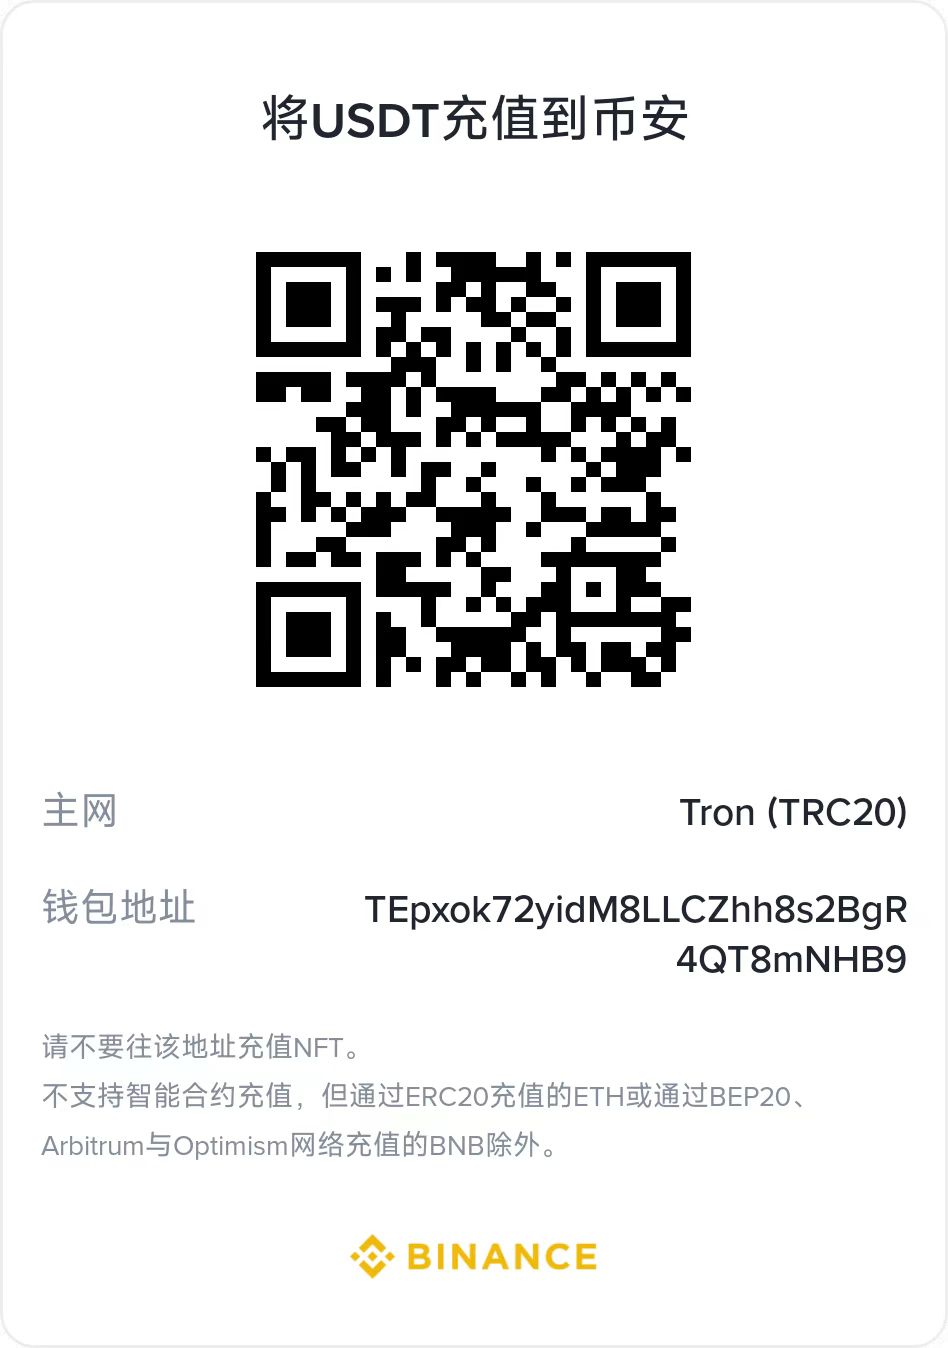 将USDT充值到币安
主网
Tron (TRC20)
钱包地址
TEpxok72yidM8LLCZhh8s2BgR
4QT8mNHB9
请不要往该地址充值NFT。
不支持智能合约充值，但通过ERC20充值的ETH或通过BEP20、
Arbitrum与Optimism网络充值的BNB除外。
BINANCE